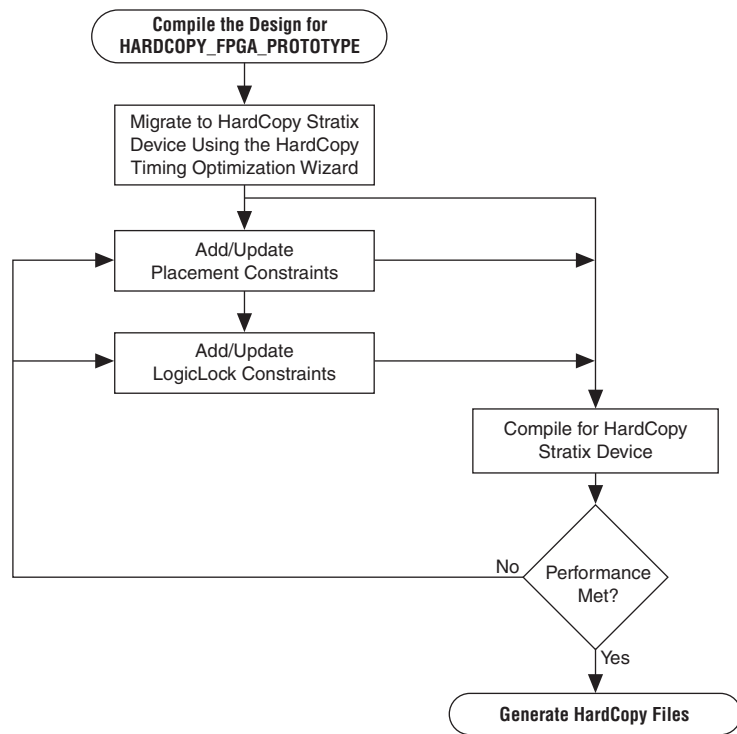 Compile the Design for
HARDCOPY_FPGA_PROTOTYPE
Migrate to HardCopy Stratix
Device Using the HardCopy
Timing Optimization Wizard
Add/Update
Placement Constraints
Add/Update
LogicLock Constraints
Compile for HardCopy
Stratix Device
No
Performance
Met?
Yes
Generate HardCopy Files